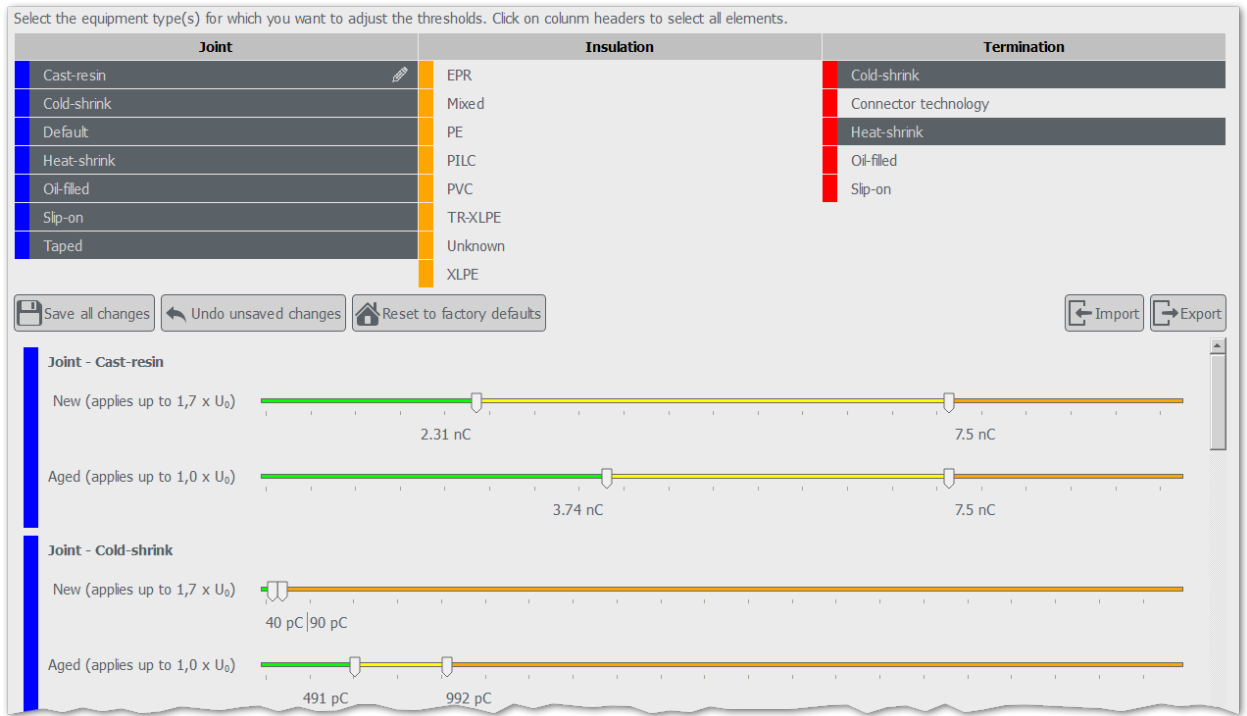 Select the equipment type(s) for which you want to adjust the thresholds. Click on colunm headers to select all elements.
Joint Insulation Termination
Cast-resin EPR Cold-shrink
Cold-shrink Mixed Connector technology
Default PE Heat-shrink
Heat-shrink PILC Oil-filled
Oil-filled PVC Slip-on
Slip-on TR-XLPE
Taped Unknown
XLPE
Save all changes Undo unsaved changes Reset to factory defaults Import Export
Joint - Cast-resin
New (applies up to 1,7 x U₀)
2.31 nC 7.5 nC
Aged (applies up to 1,0 x U₀)
3.74 nC 7.5 nC
Joint - Cold-shrink
New (applies up to 1,7 x U₀)
40 pC 90 pC
Aged (applies up to 1,0 x U₀)
491 pC 992 pC